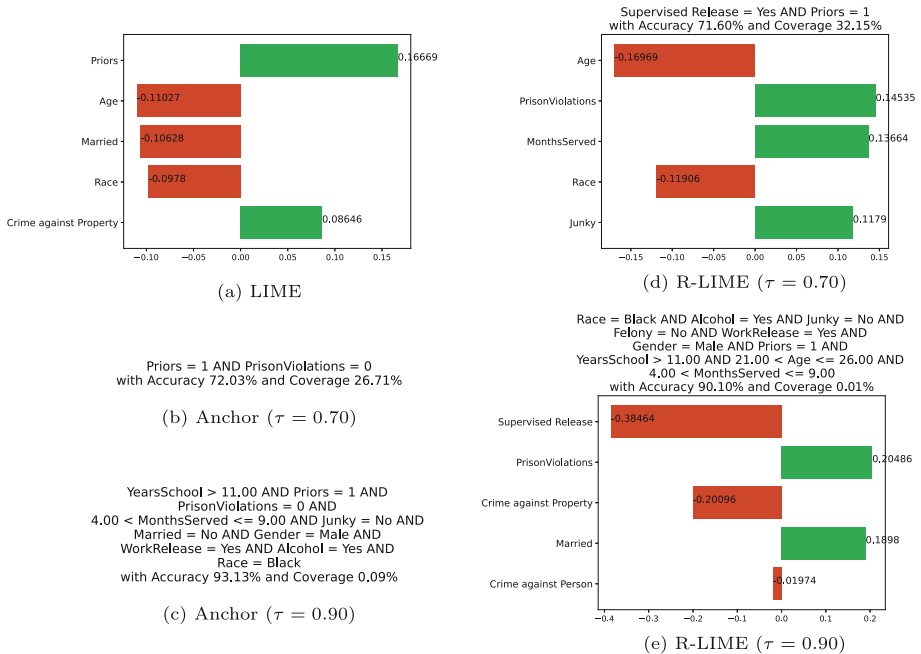 Priors
Age
Married
Race
Crime against Property
0.16669
-0.11027
-0.10628
-0.0978
0.08646
−0.10 −0.05 0.00 0.05 0.10 0.15
(a) LIME
Priors = 1 AND PrisonViolations = 0
with Accuracy 72.03% and Coverage 26.71%
(b) Anchor (τ = 0.70)
YearsSchool > 11.00 AND Priors = 1 AND
PrisonViolations = 0 AND
4.00 < MonthsServed <= 9.00 AND Junky = No AND
Married = No AND Gender = Male AND
WorkRelease = Yes AND Alcohol = Yes AND
Race = Black
with Accuracy 93.13% and Coverage 0.09%
(c) Anchor (τ = 0.90)
Supervised Release = Yes AND Priors = 1
with Accuracy 71.60% and Coverage 32.15%
Age
PrisonViolations
MonthsServed
Race
Junky
-0.16969
0.14535
0.13664
-0.11906
0.1179
−0.15 −0.10 −0.05 0.00 0.05 0.10 0.15
(d) R-LIME (τ = 0.70)
Race = Black AND Alcohol = Yes AND Junky = No AND
Felony = No AND WorkRelease = Yes AND
Gender = Male AND Priors = 1 AND
YearsSchool > 11.00 AND 21.00 < Age <= 26.00 AND
4.00 < MonthsServed <= 9.00
with Accuracy 90.10% and Coverage 0.01%
Supervised Release
PrisonViolations
Crime against Property
Married
Crime against Person
-0.38464
0.20486
-0.20096
0.1898
-0.01974
−0.4 −0.3 −0.2 −0.1 0.0 0.1 0.2
(e) R-LIME (τ = 0.90)